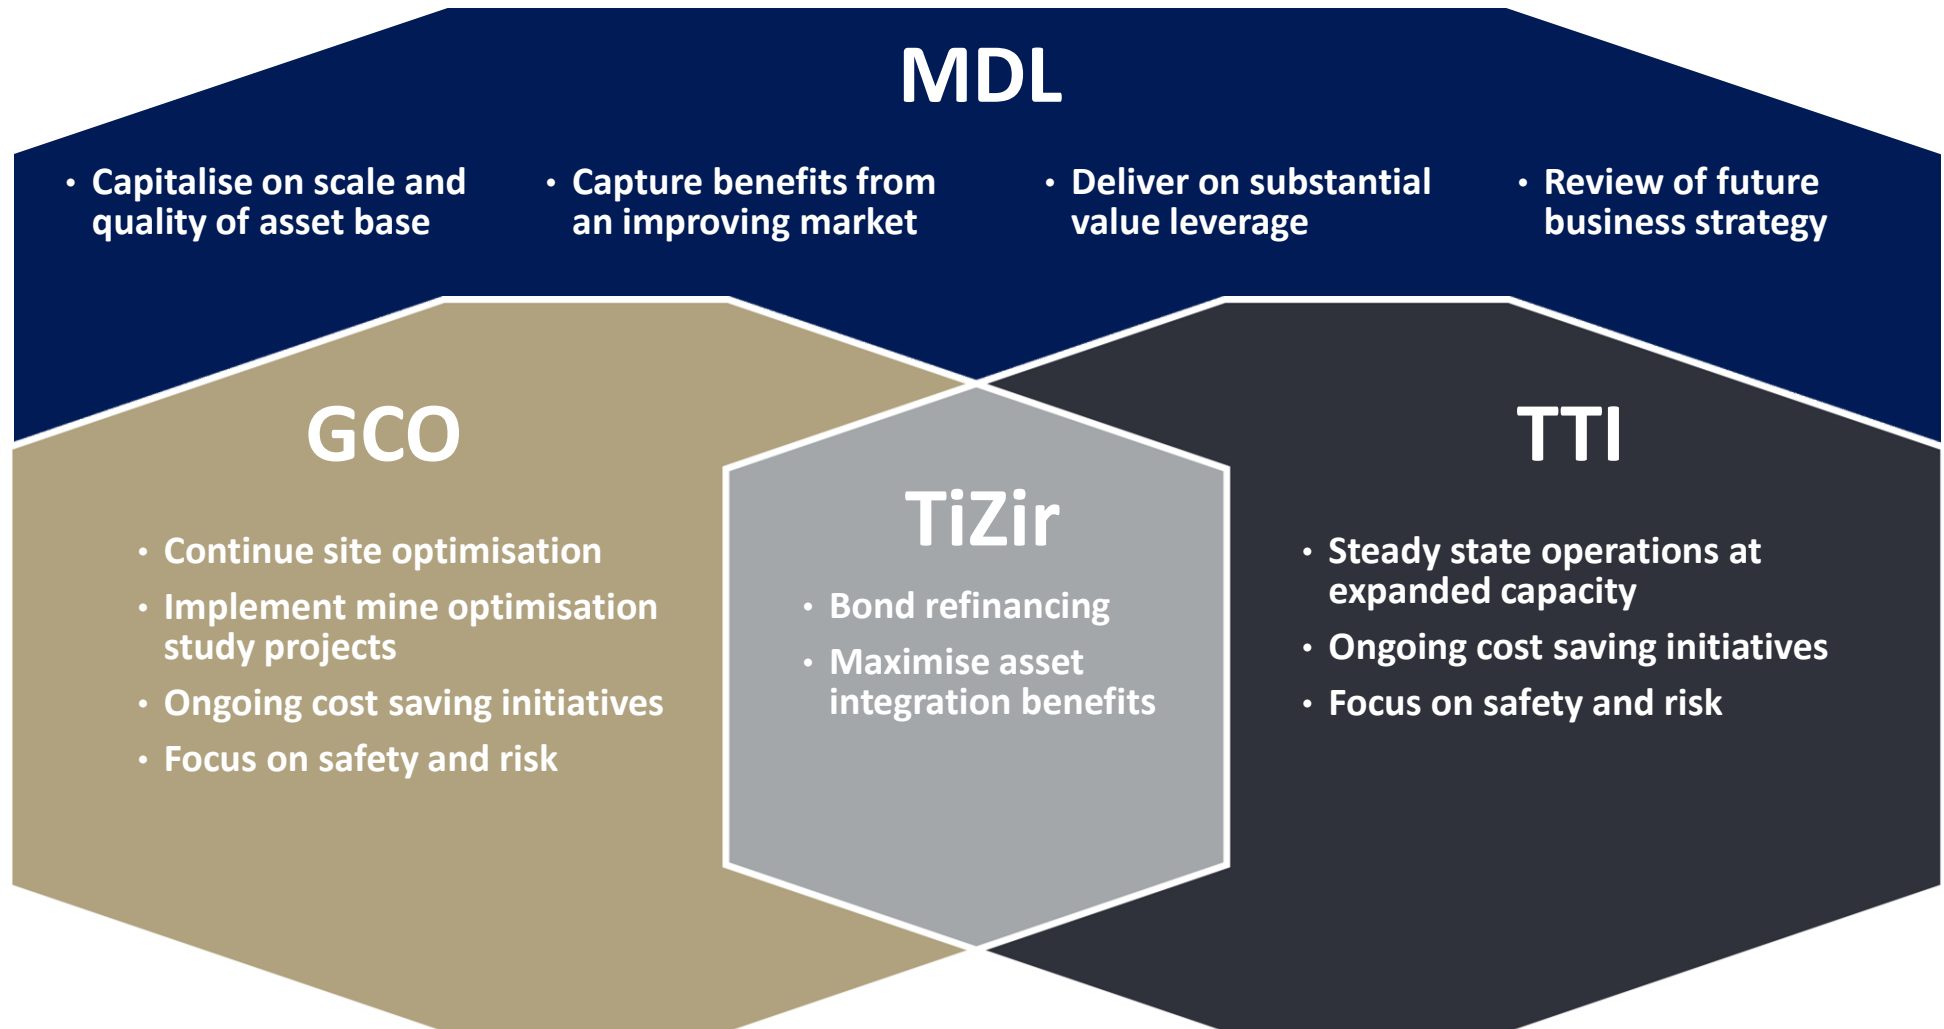 MDL
• Capitalise on scale and
quality of asset base
• Capture benefits from
an improving market
• Deliver on substantial
value leverage
• Review of future
business strategy
GCO
• Continue site optimisation
• Implement mine optimisation
study projects
• Ongoing cost saving initiatives
• Focus on safety and risk
TiZir
• Bond refinancing
• Maximise asset
integration benefits
TTI
• Steady state operations at
expanded capacity
• Ongoing cost saving initiatives
• Focus on safety and risk